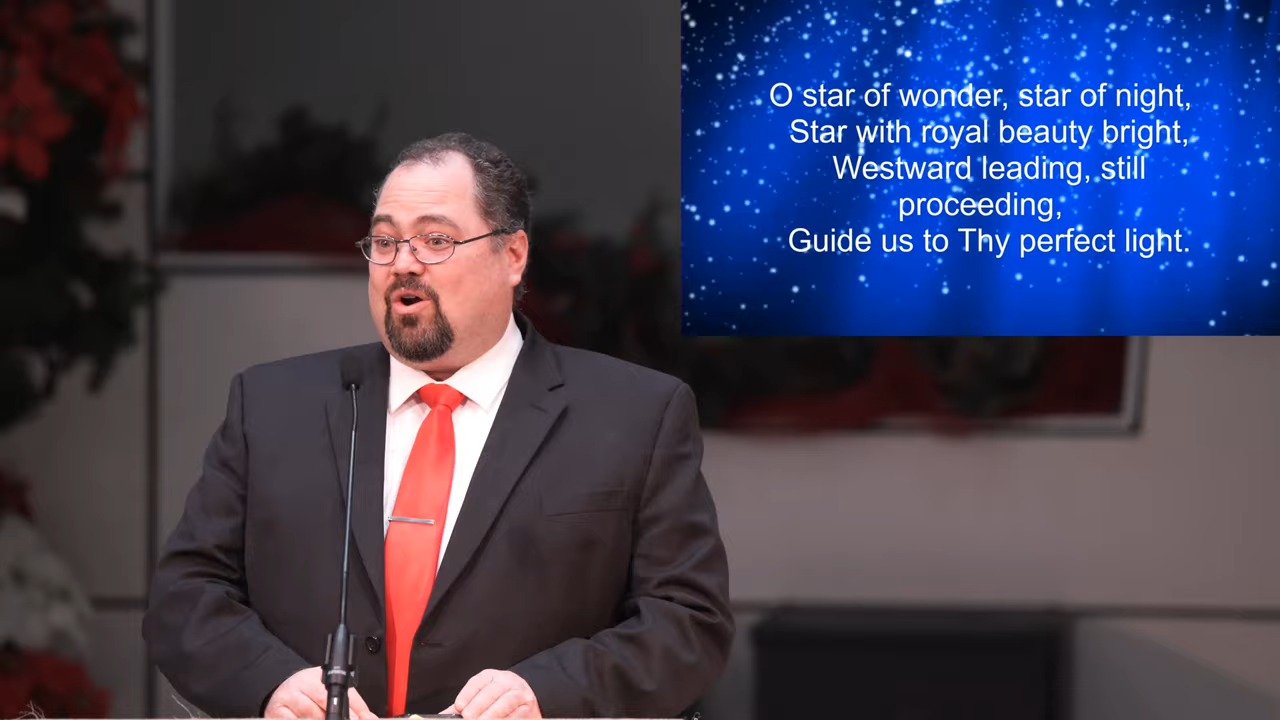 O star of wonder, star of night,
Star with royal beauty bright,
Westward leading, still
proceeding,
Guide us to Thy perfect light.